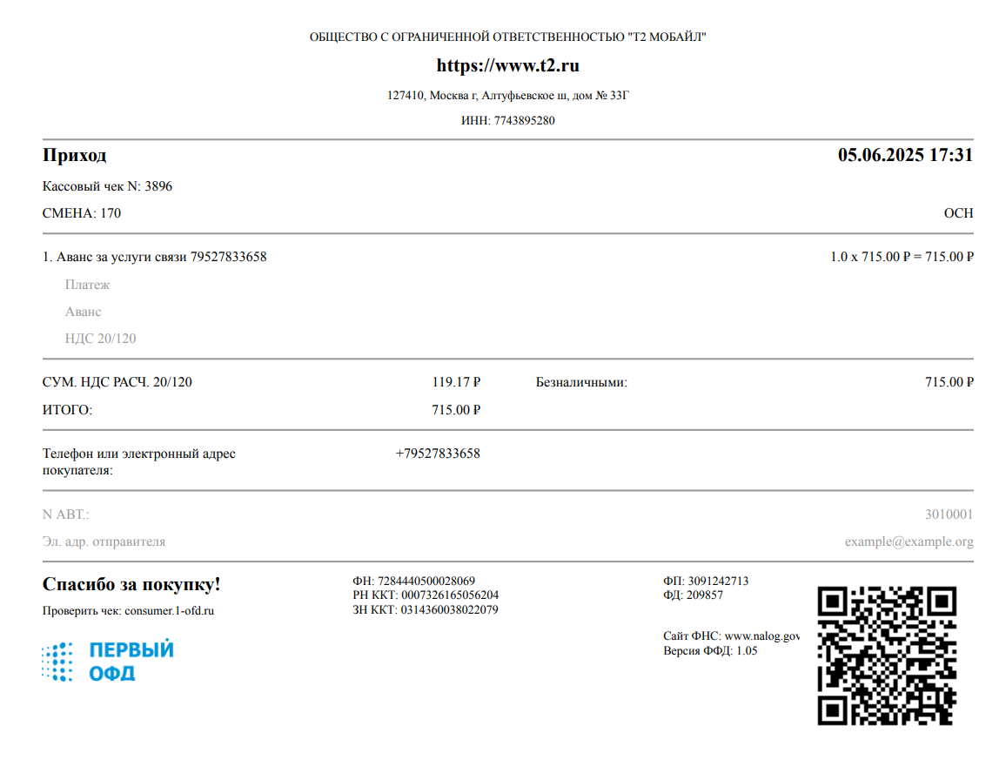 ОБЩЕСТВО С ОГРАНИЧЕННОЙ ОТВЕТСТВЕННОСТЬЮ "Т2 МОБАЙЛ"
https://www.t2.ru
127410, Москва г, Алтуфьевское ш, дом № 33Г
ИНН: 7743895280
Приход 05.06.2025 17:31
Кассовый чек N: 3896
СМЕНА: 170 ОСН
1. Аванс за услуги связи 79527833658 1.0 x 715.00 ₽ = 715.00 ₽
Платеж
Аванс
НДС 20/120
СУМ. НДС РАСЧ. 20/120 119.17 ₽ Безналичными: 715.00 ₽
ИТОГО: 715.00 ₽
Телефон или электронный адрес +79527833658
покупателя:
N АВТ.: 3010001
Эл. адр. отправителя example@example.org
Спасибо за покупку!
Проверить чек: consumer.1-ofd.ru
ПЕРВЫЙ
ОФД
ФН: 7284440500028069
РН ККТ: 0007326165056204
ЗН ККТ: 0314360038022079
ФП: 3091242713
ФД: 209857
Сайт ФНС: www.nalog.gov
Версия ФФД: 1.05